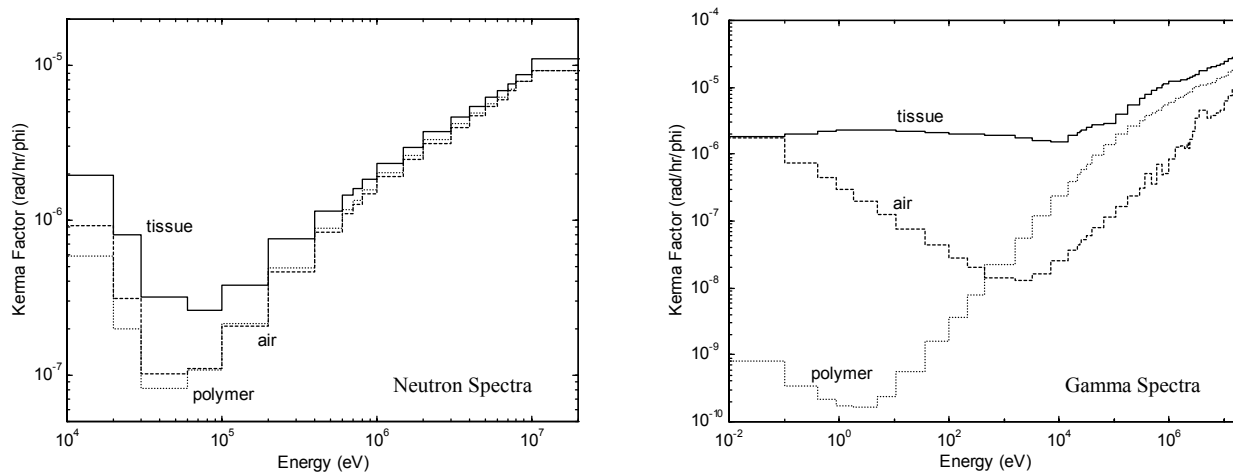 10^-5
10^-6
10^-7
Kerma Factor (rad/hr/phi)
tissue
air
polymer
Neutron Spectra
10^4
10^5
10^6
10^7
Energy (eV)
10^-4
10^-5
10^-6
10^-7
10^-8
10^-9
10^-10
Kerma Factor (rad/hr/phi)
tissue
air
polymer
Gamma Spectra
10^-2
10^0
10^2
10^4
10^6
Energy (eV)